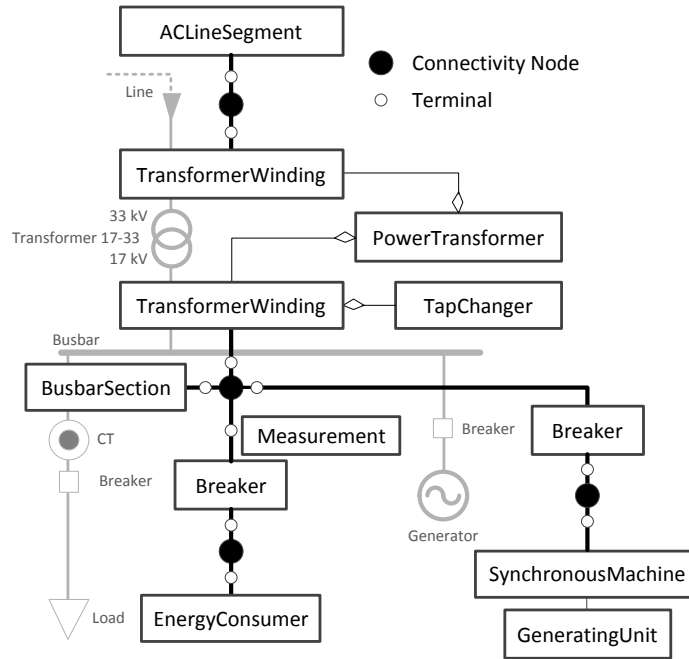 ACLineSegment
Connectivity Node
Line
Terminal
TransformerWinding
33 kV
Transformer 17-33
17 kV
PowerTransformer
TransformerWinding
TapChanger
Busbar
BusbarSection
Measurement
Breaker
Breaker
CT
Breaker
Breaker
Generator
SynchronousMachine
Load
EnergyConsumer
GeneratingUnit